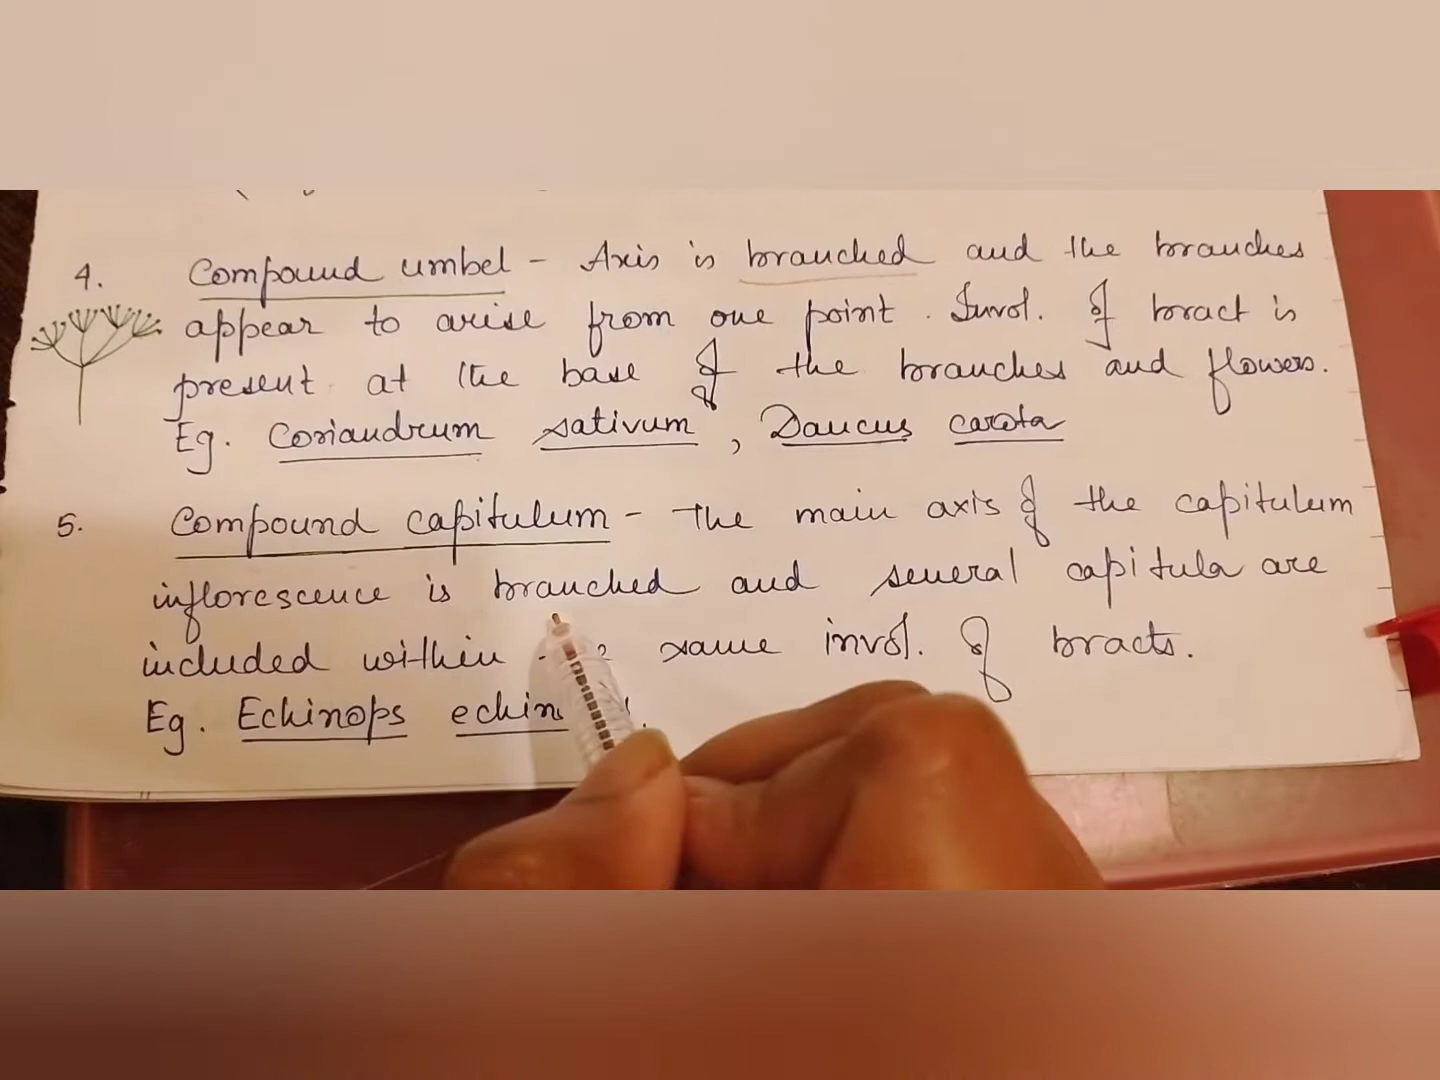 4. Compound umbel - Axis is branched and the branches
appear to arise from one point. Invol. of bract is
present at the base of the branches and flowers.
Eg. Coriandrum sativum, Daucus carota
5. Compound capitulum - The main axis of the capitulum
inflorescence is branched and several capitula are
included within same invol. of bracts.
Eg. Echinops